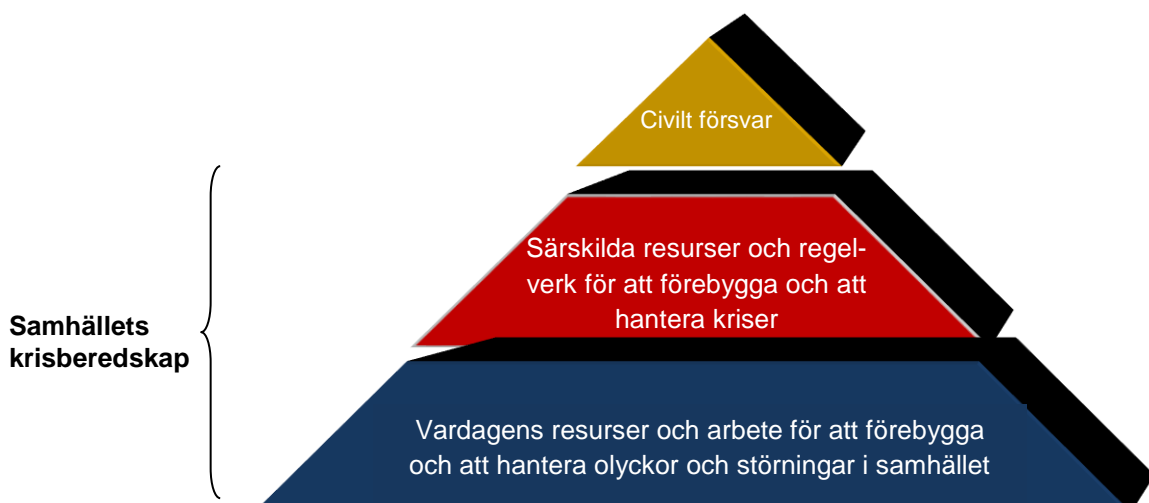 Civilt försvar
Särskilda resurser och regel-
verk för att förebygga och att
hantera kriser
Samhällets
krisberedskap
Vardagens resurser och arbete för att förebygga
och att hantera olyckor och störningar i samhället